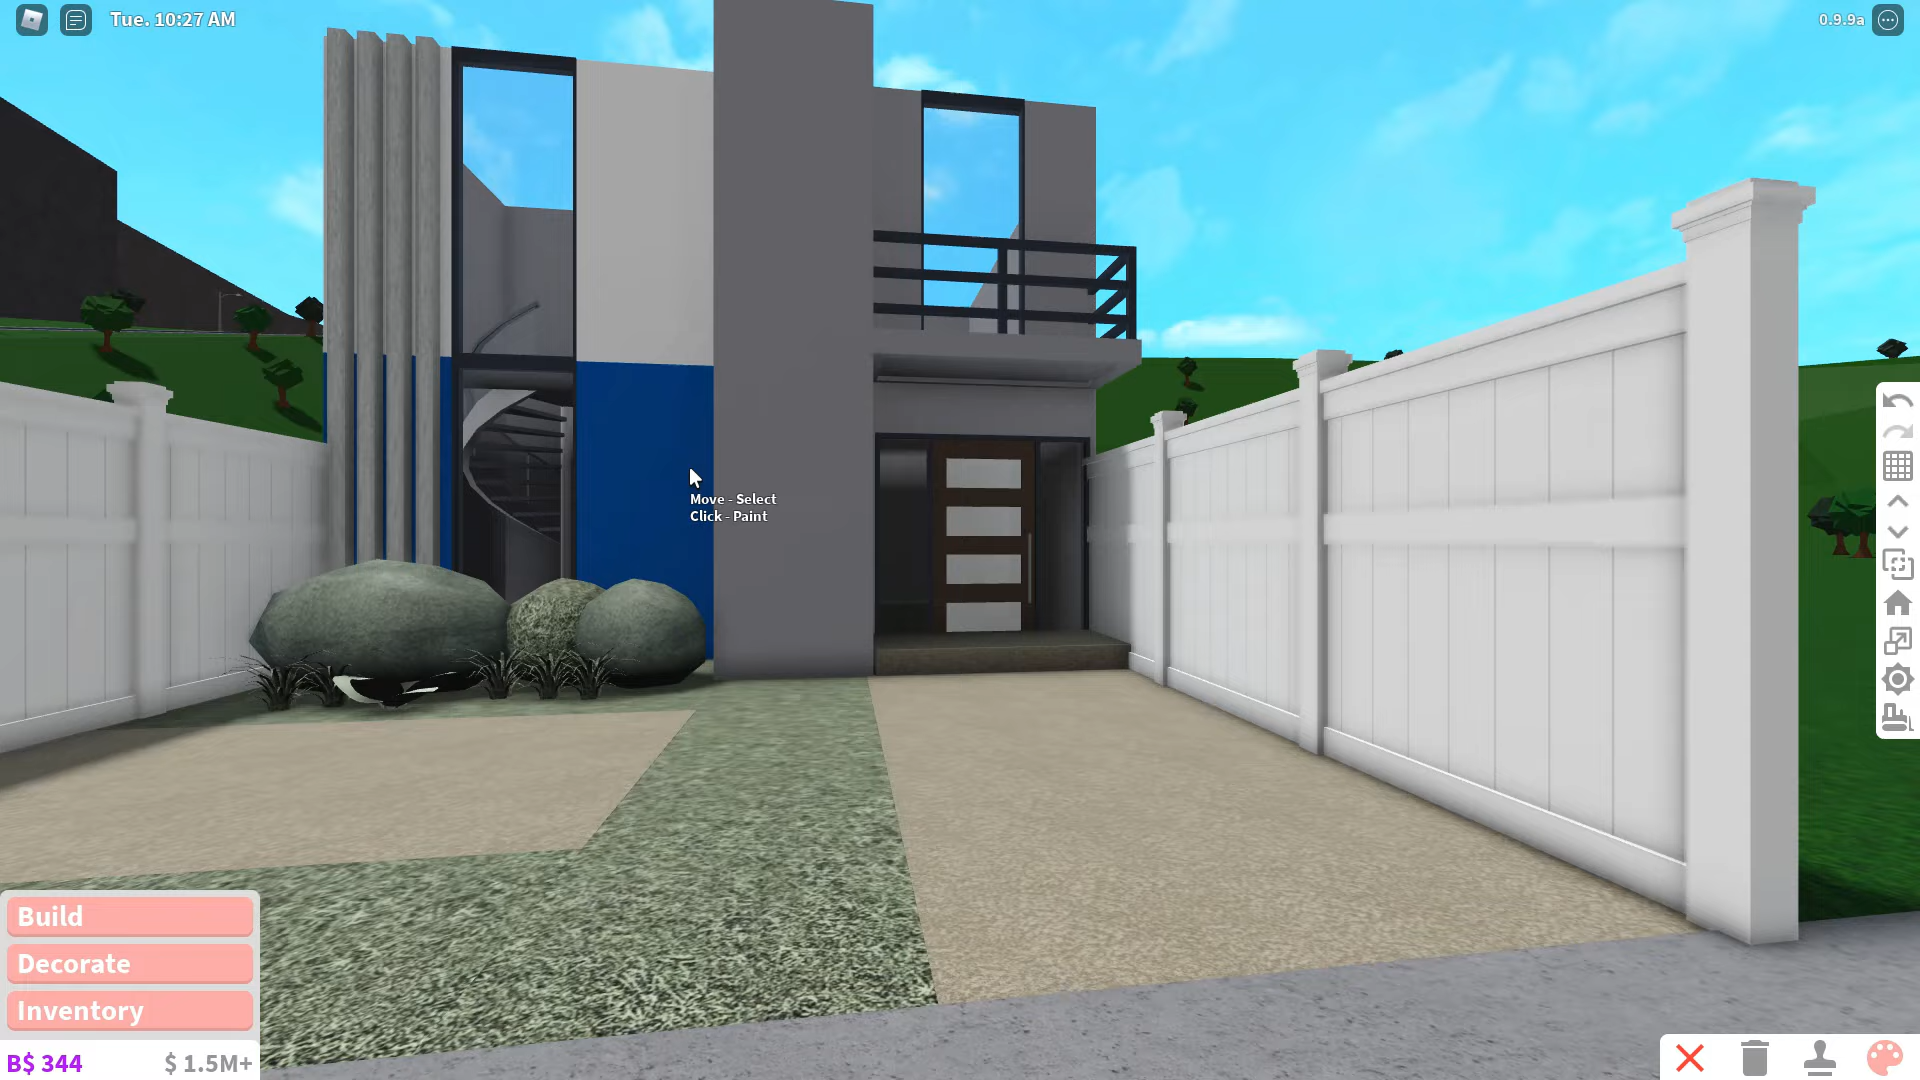 Tue. 10:27 AM
0.9.9a
Move - Select
Click - Paint
Build
Decorate
Inventory
B$ 344
$ 1.5M+